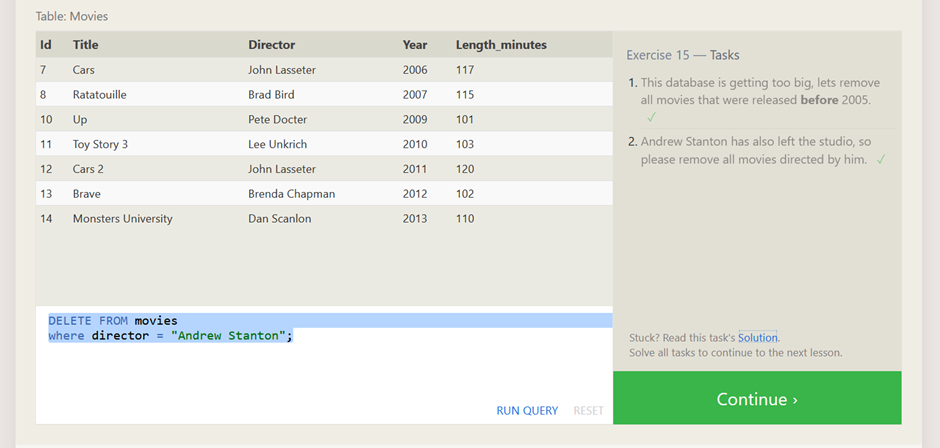 Table: Movies
Id Title Director Year Length_minutes
7 Cars John Lasseter 2006 117
8 Ratatouille Brad Bird 2007 115
10 Up Pete Docter 2009 101
11 Toy Story 3 Lee Unkrich 2010 103
12 Cars 2 John Lasseter 2011 120
13 Brave Brenda Chapman 2012 102
14 Monsters University Dan Scanlon 2013 110
DELETE FROM movies
where director = "Andrew Stanton";
RUN QUERY RESET
Exercise 15 — Tasks
1. This database is getting too big, lets remove
all movies that were released before 2005.
✓
2. Andrew Stanton has also left the studio, so
please remove all movies directed by him. ✓
Stuck? Read this task's Solution.
Solve all tasks to continue to the next lesson.
Continue ›